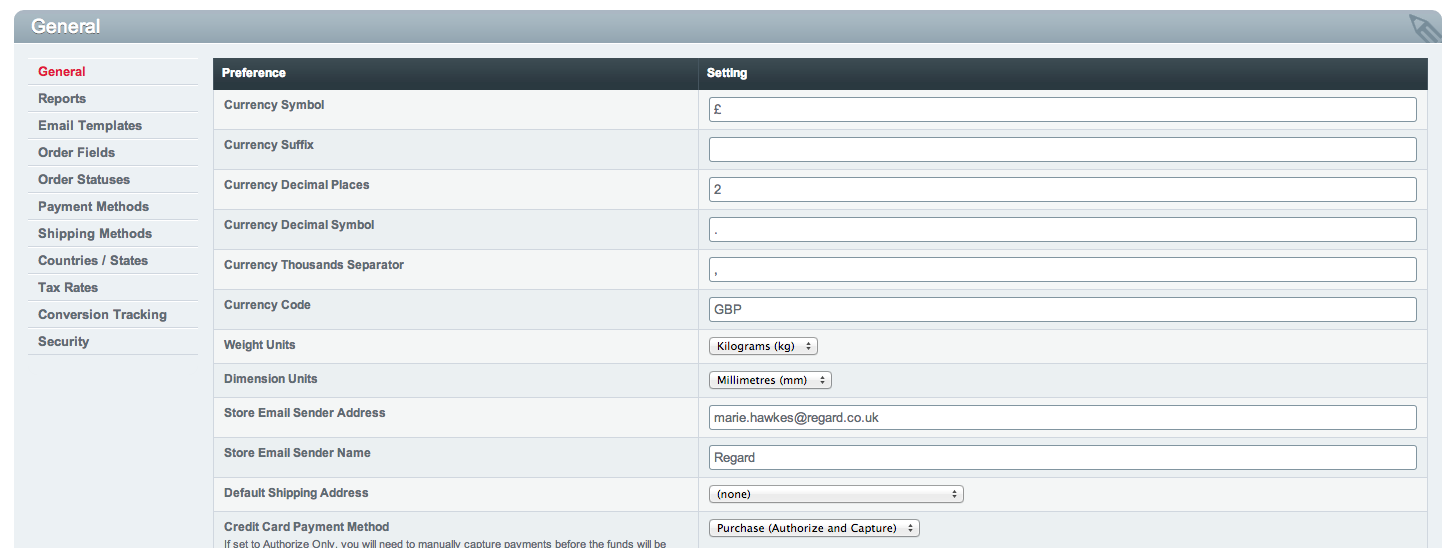 General
General
Reports
Email Templates
Order Fields
Order Statuses
Payment Methods
Shipping Methods
Countries / States
Tax Rates
Conversion Tracking
Security
Preference Setting
Currency Symbol £
Currency Suffix
Currency Decimal Places 2
Currency Decimal Symbol .
Currency Thousands Separator ,
Currency Code GBP
Weight Units Kilograms (kg)
Dimension Units Millimetres (mm)
Store Email Sender Address marie.hawkes@regard.co.uk
Store Email Sender Name Regard
Default Shipping Address (none)
Credit Card Payment Method Purchase (Authorize and Capture)
If set to Authorize Only, you will need to manually capture payments before the funds will be